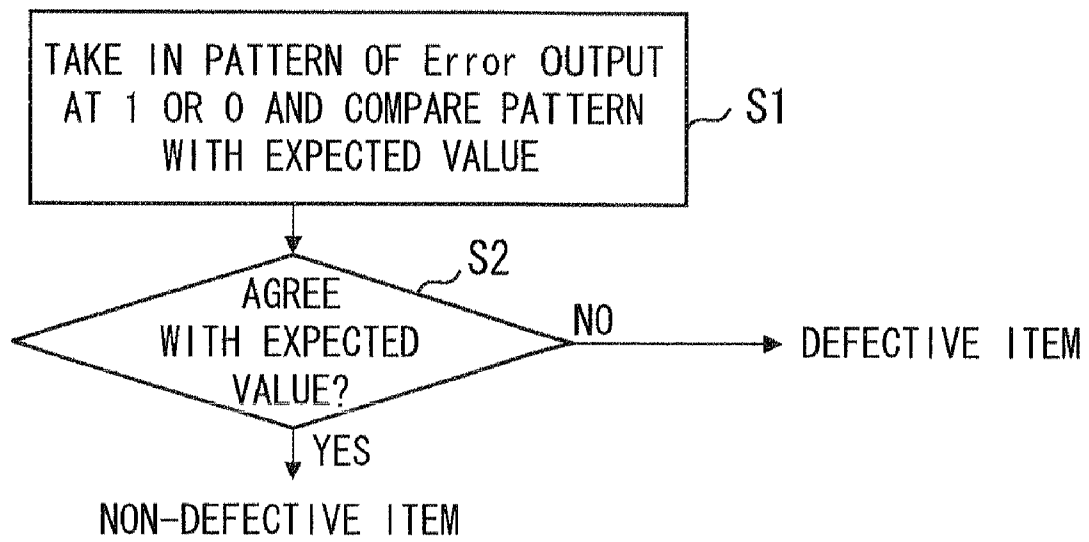 TAKE IN PATTERN OF Error OUTPUT
AT 1 OR 0 AND COMPARE PATTERN
WITH EXPECTED VALUE
S1
S2
AGREE
WITH EXPECTED
VALUE?
NO
DEFECTIVE ITEM
YES
NON-DEFECTIVE ITEM